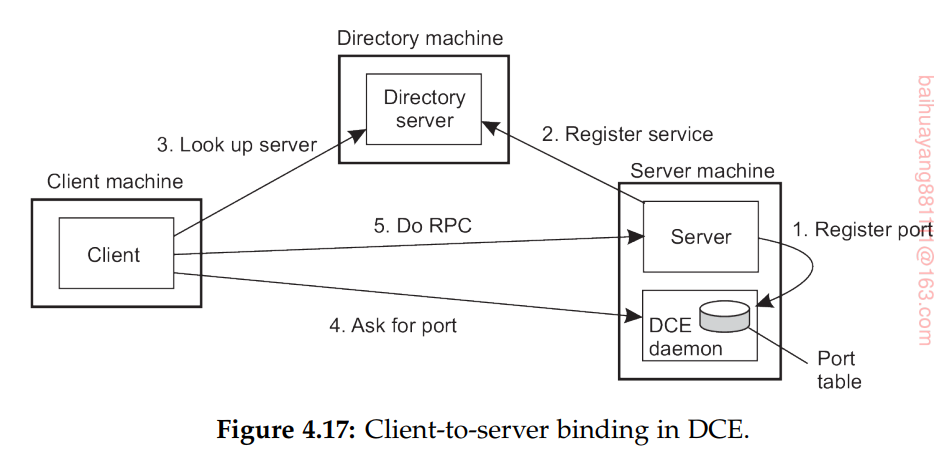 Directory machine
Directory
server
3. Look up server
2. Register service
Client machine
Server machine
Client
5. Do RPC
Server
1. Register port
4. Ask for port
DCE
daemon
Port
table
Figure 4.17: Client-to-server binding in DCE.